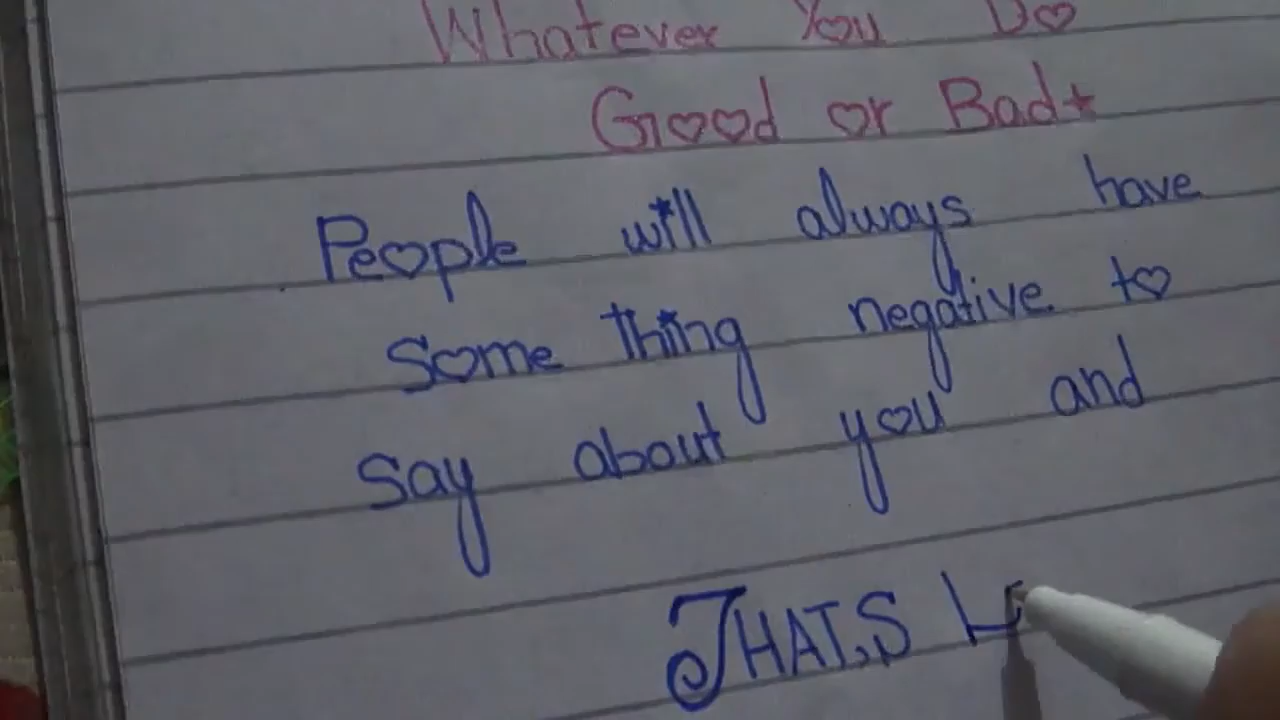 Whatever You Do
Good or Bad
People will always have
some thing negative to
say about you and
THAT,S